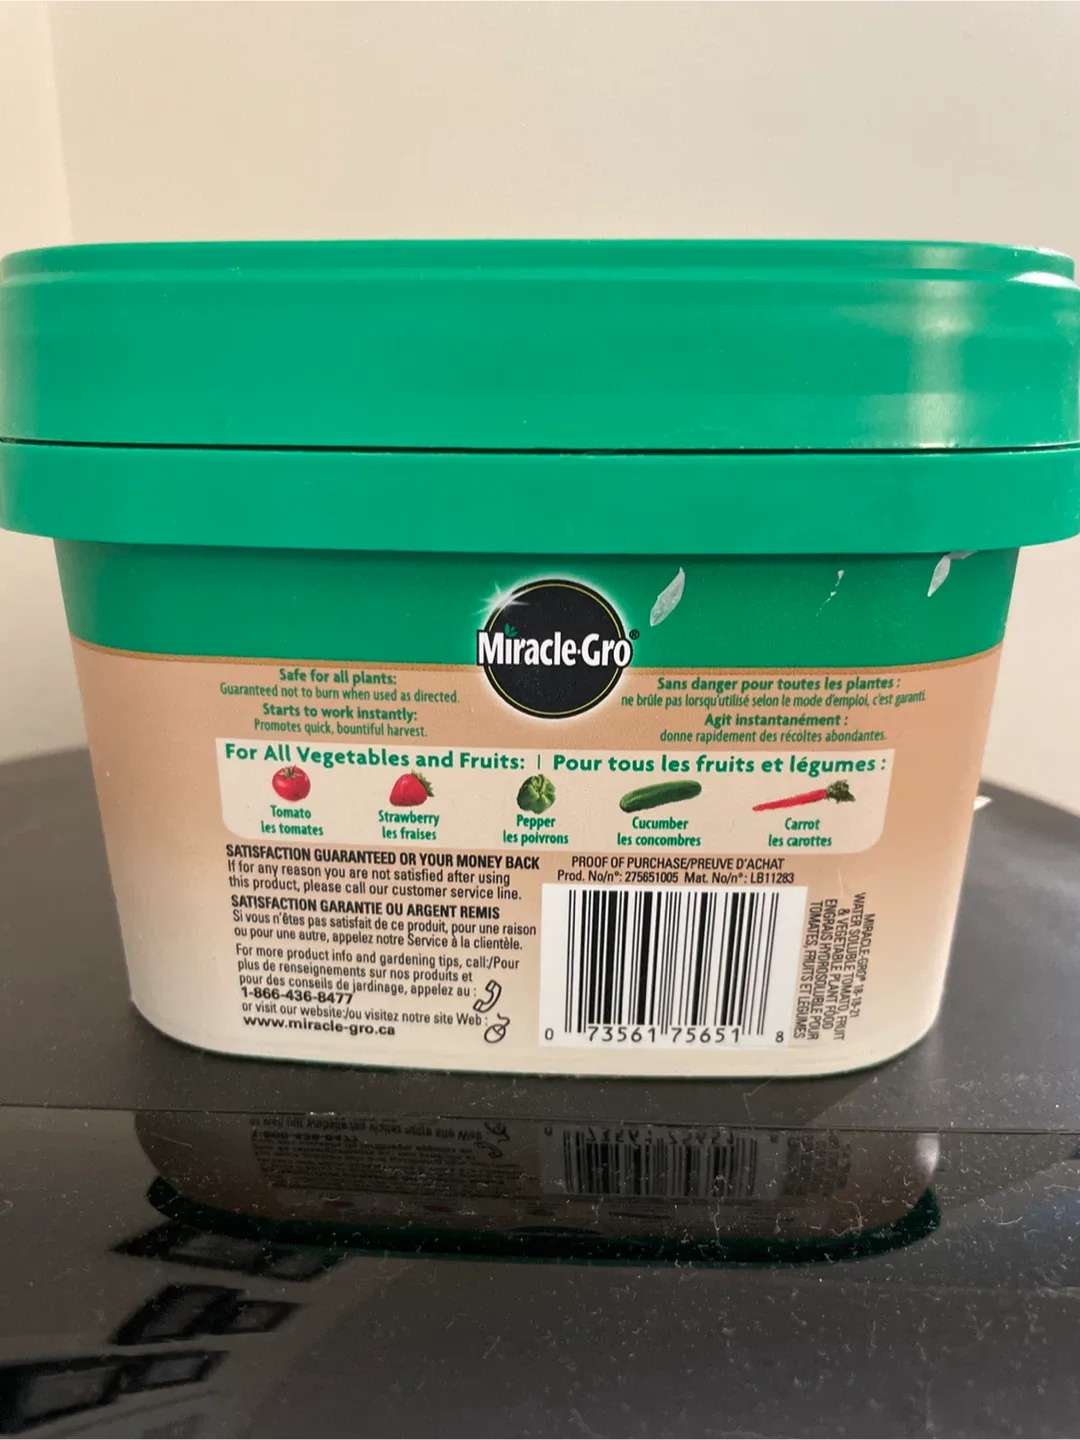 Miracle·Gro®
Safe for all plants:
Guaranteed not to burn when used as directed.
Starts to work instantly:
Promotes quick, bountiful harvest.
Sans danger pour toutes les plantes :
ne brûle pas lorsqu'utilisé selon le mode d'emploi, c'est garanti.
Agit instantanément :
donne rapidement des récoltes abondantes.
For All Vegetables and Fruits: | Pour tous les fruits et légumes :
Tomato
les tomates
Strawberry
les fraises
Pepper
les poivrons
Cucumber
les concombres
Carrot
les carottes
SATISFACTION GUARANTEED OR YOUR MONEY BACK
If for any reason you are not satisfied after using
this product, please call our customer service line.
SATISFACTION GARANTIE OU ARGENT REMIS
Si vous n'êtes pas satisfait de ce produit, pour une raison
ou pour une autre, appelez notre Service à la clientèle.
For more product info and gardening tips, call:/Pour
plus de renseignements sur nos produits et
pour des conseils de jardinage, appelez au :
1-866-436-8477
or visit our website:/ou visitez notre site Web :
www.miracle-gro.ca
PROOF OF PURCHASE/PREUVE D'ACHAT
Prod. No/n°: 275651005 Mat. No/n°: LB11283
0 73561 75651 8
MIRACLE-GRO® 18-18-21
WATER SOLUBLE TOMATO, FRUIT
& VEGETABLE PLANT FOOD
ENGRAIS HYDROSOLUBLE POUR
TOMATES, FRUITS ET LÉGUMES